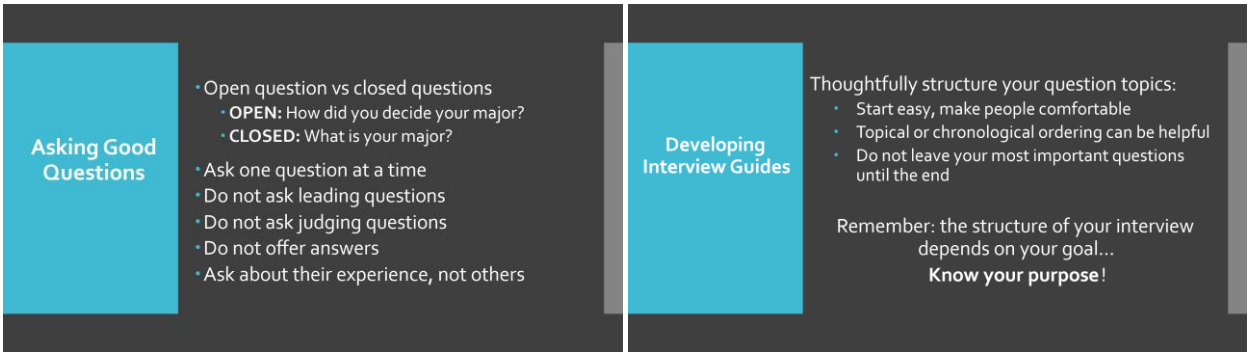 Asking Good
Questions
• Open question vs closed questions
• OPEN: How did you decide your major?
• CLOSED: What is your major?
• Ask one question at a time
• Do not ask leading questions
• Do not ask judging questions
• Do not offer answers
• Ask about their experience, not others
Developing
Interview Guides
Thoughtfully structure your question topics:
• Start easy, make people comfortable
• Topical or chronological ordering can be helpful
• Do not leave your most important questions
until the end
Remember: the structure of your interview
depends on your goal...
Know your purpose!